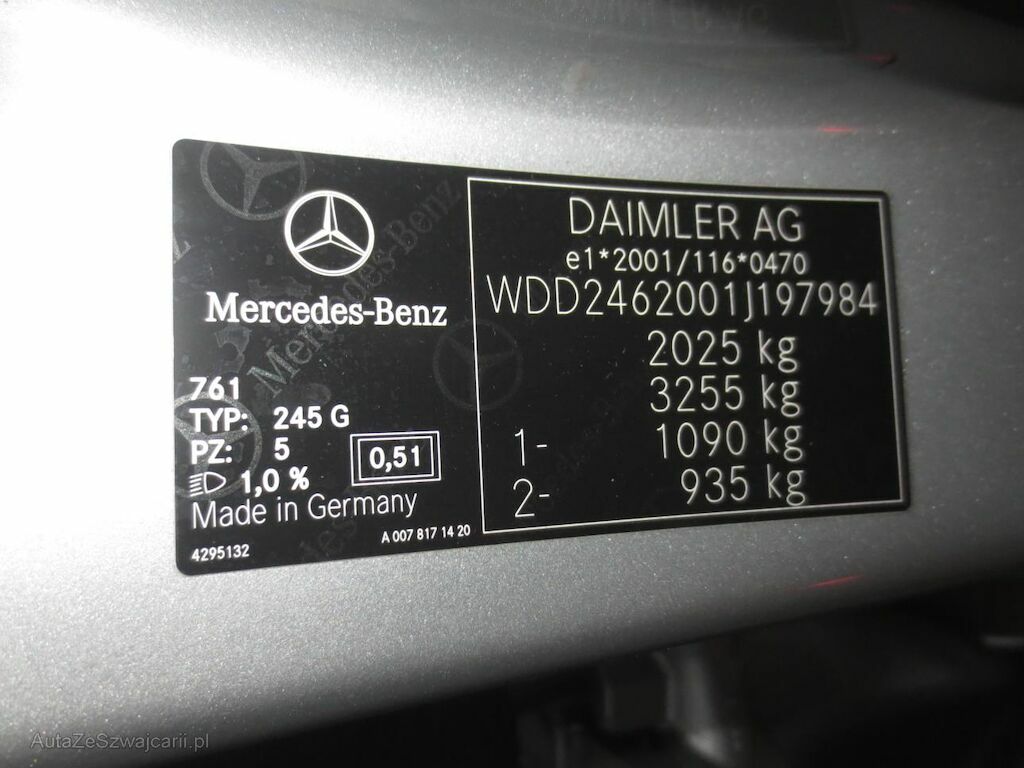 Mercedes-Benz
761
TYP: 245 G
PZ: 5
1,0 %
0,51
Made in Germany
4295132
A 007 817 14 20
DAIMLER AG
e1*2001/116*0470
WDD2462001J197984
2025 kg
3255 kg
1- 1090 kg
2- 935 kg
Mercedes-Benz
AutaZeSzwajcarii.pl